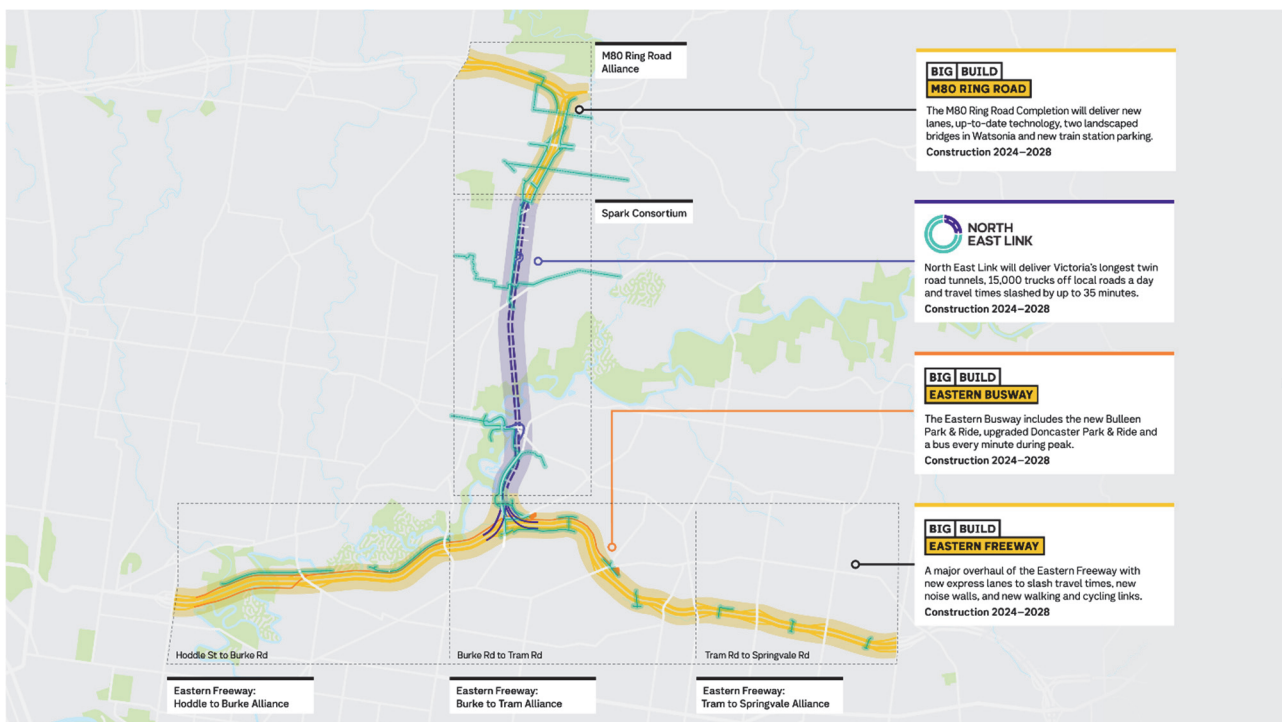 M80 Ring Road
Alliance
BIG BUILD
M80 RING ROAD
The M80 Ring Road Completion will deliver new
lanes, up-to-date technology, two landscaped
bridges in Watsonia and new train station parking.
Construction 2024–2028
Spark Consortium
NORTH
EAST LINK
North East Link will deliver Victoria's longest twin
road tunnels, 15,000 trucks off local roads a day
and travel times slashed by up to 35 minutes.
Construction 2024–2028
BIG BUILD
EASTERN BUSWAY
The Eastern Busway includes the new Bulleen
Park & Ride, upgraded Doncaster Park & Ride and
a bus every minute during peak.
Construction 2024–2028
BIG BUILD
EASTERN FREEWAY
A major overhaul of the Eastern Freeway with
new express lanes to slash travel times, new
noise walls, and new walking and cycling links.
Construction 2024–2028
Hoddle St to Burke Rd
Burke Rd to Tram Rd
Tram Rd to Springvale Rd
Eastern Freeway:
Hoddle to Burke Alliance
Eastern Freeway:
Burke to Tram Alliance
Eastern Freeway:
Tram to Springvale Alliance